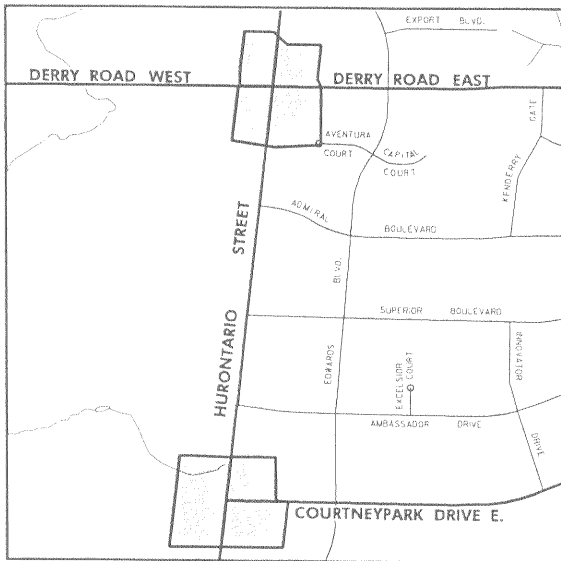 EXPORT BLVD.
DERRY ROAD WEST
DERRY ROAD EAST
GATE
AVENTURA
COURT
CAPITAL
COURT
KENDERRY
ADMIRAL
BOULEVARD
STREET
BLVD.
SUPERIOR BOULEVARD
HURONTARIO
EDWARDS
EXCELSIOR
COURT
INNOVATOR
AMBASSADOR DRIVE
DRIVE
COURTNEYPARK DRIVE E.